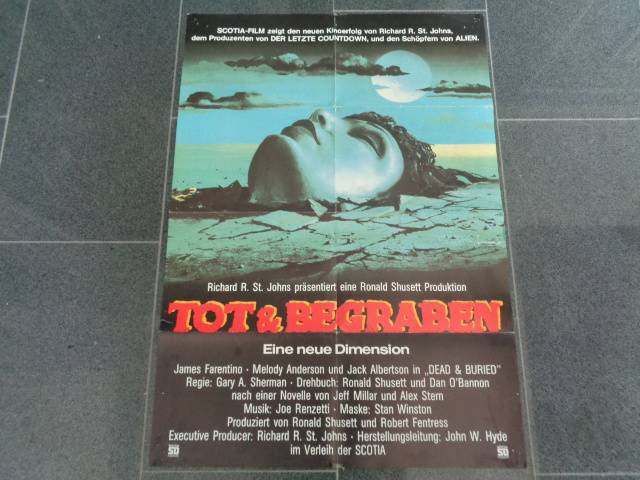 SCOTIA-FILM zeigt den neuen Kinoerfolg von Richard R. St. Johns,
dem Produzenten von DER LETZTE COUNTDOWN, und den Schöpfern von ALIEN.
Richard R. St. Johns präsentiert eine Ronald Shusett Produktion
TOT & BEGRABEN
Eine neue Dimension
James Farentino · Melody Anderson und Jack Albertson in „DEAD & BURIED"
Regie: Gary A. Sherman · Drehbuch: Ronald Shusett und Dan O'Bannon
nach einer Novelle von Jeff Millar und Alex Stern
Musik: Joe Renzetti · Maske: Stan Winston
Produziert von Ronald Shusett und Robert Fentress
Executive Producer: Richard R. St. Johns · Herstellungsleitung: John W. Hyde
im Verleih der SCOTIA